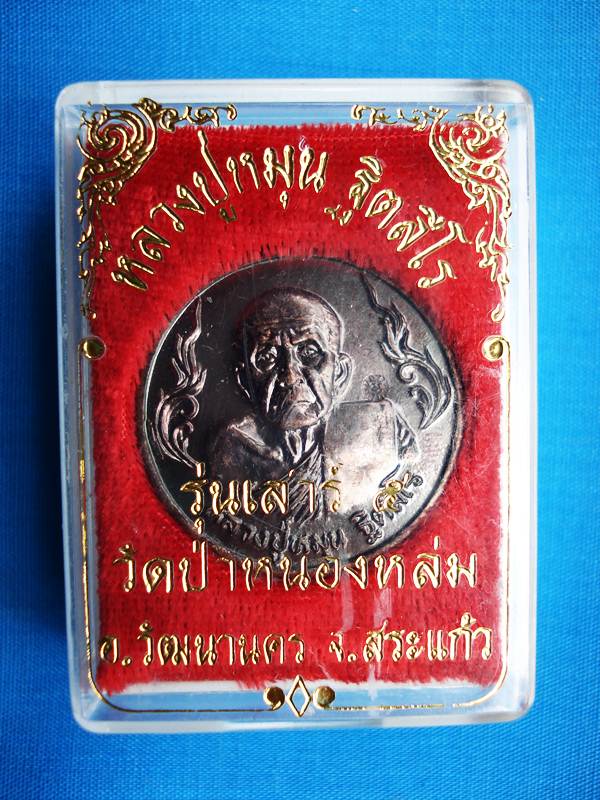 หลวงปู่หมุน ฐิตสีโร
รุ่นเสาร์ ๕
หลวงปู่หมุน ฐิตสีโร
วัดป่าหนองหล่ม
อ.วัฒนานคร จ.สระแก้ว